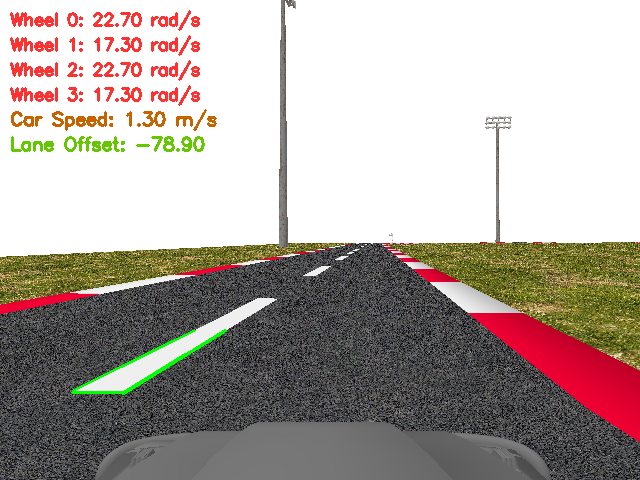 Wheel 0: 22.70 rad/s
Wheel 1: 17.30 rad/s
Wheel 2: 22.70 rad/s
Wheel 3: 17.30 rad/s
Car Speed: 1.30 m/s
Lane Offset: -78.90